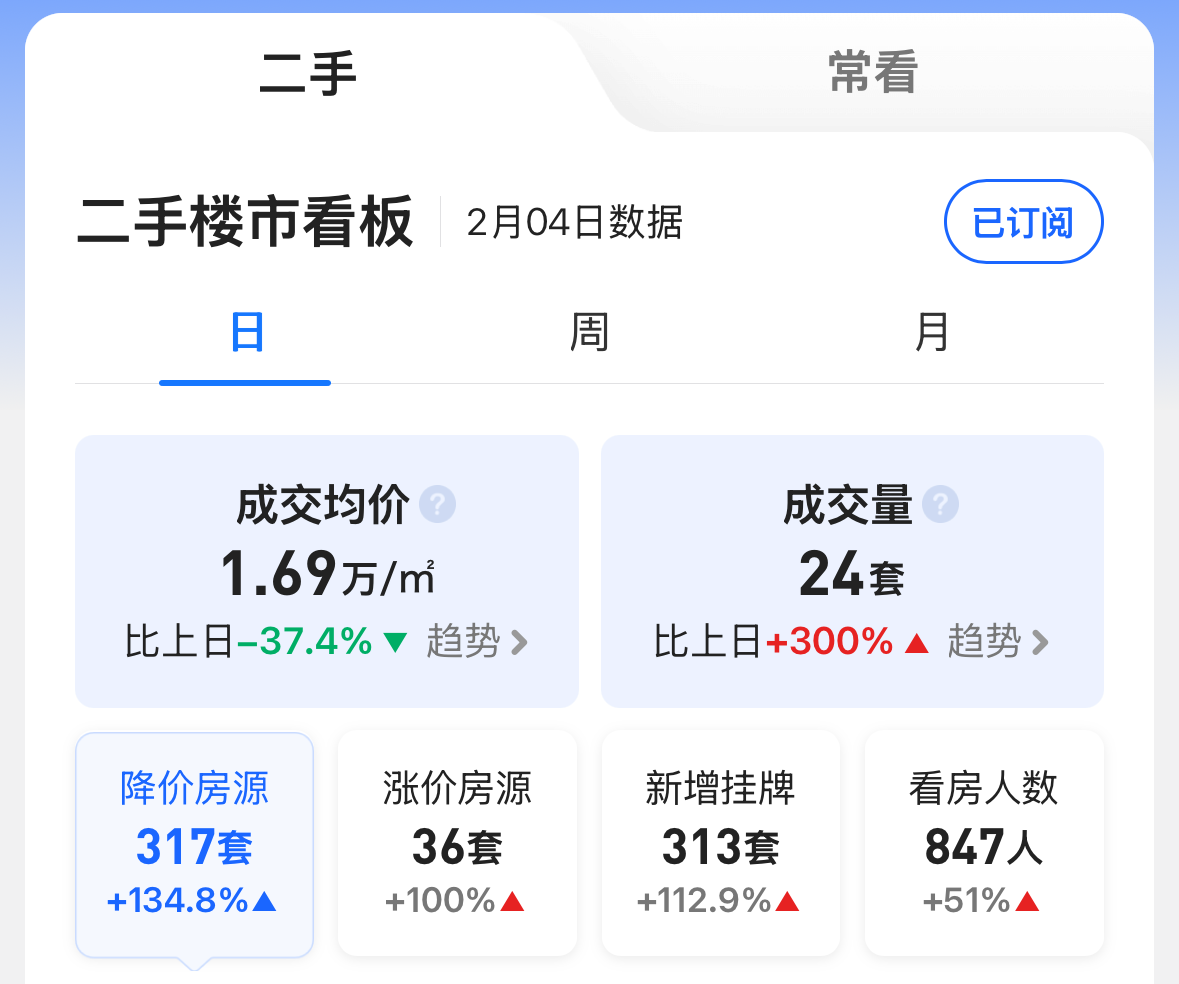 二手 常看
二手楼市看板 2月04日数据 已订阅
日 周 月
成交均价 ? 成交量 ?
1.69万/㎡ 24套
比上日-37.4%▼ 趋势 > 比上日+300%▲ 趋势 >
降价房源 涨价房源 新增挂牌 看房人数
317套 36套 313套 847人
+134.8%▲ +100%▲ +112.9%▲ +51%▲